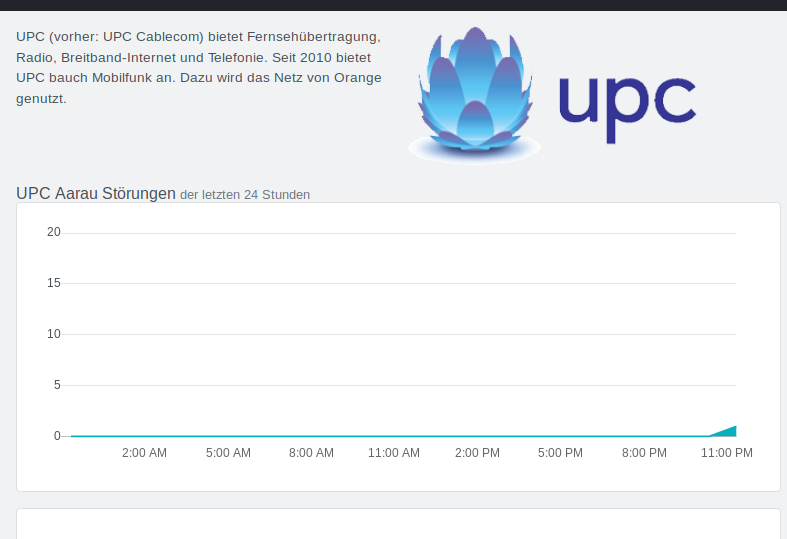 UPC (vorher: UPC Cablecom) bietet Fernsehübertragung,
Radio, Breitband-Internet und Telefonie. Seit 2010 bietet
UPC bauch Mobilfunk an. Dazu wird das Netz von Orange
genutzt.
upc
UPC Aarau Störungen der letzten 24 Stunden
20
15
10
5
0
2:00 AM 5:00 AM 8:00 AM 11:00 AM 2:00 PM 5:00 PM 8:00 PM 11:00 PM